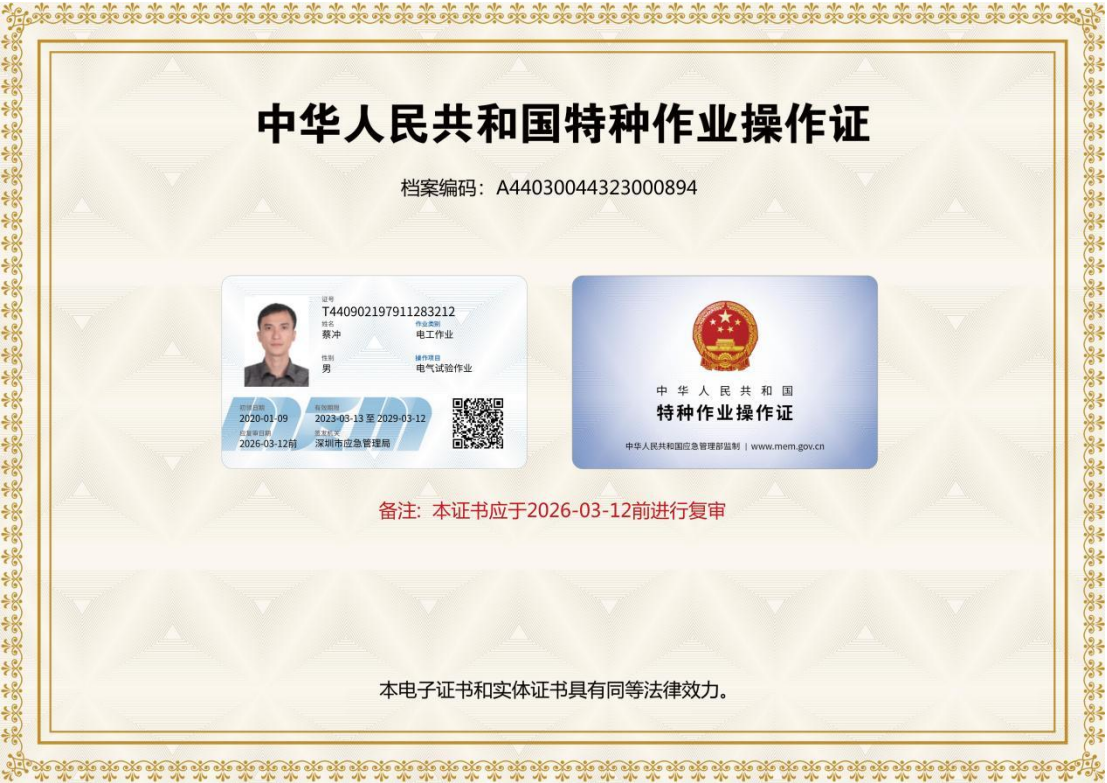 中华人民共和国特种作业操作证
档案编码：A44030044323000894
证号
T440902197911283212
姓名 作业类别
蔡冲 电工作业
性别 操作项目
男 电气试验作业
初领日期 有效期限
2020-01-09 2023-03-13 至 2029-03-12
应复审日期 签发机关
2026-03-12前 深圳市应急管理局
MEM
中华人民共和国
特种作业操作证
中华人民共和国应急管理部监制 | www.mem.gov.cn
备注: 本证书应于2026-03-12前进行复审
本电子证书和实体证书具有同等法律效力。